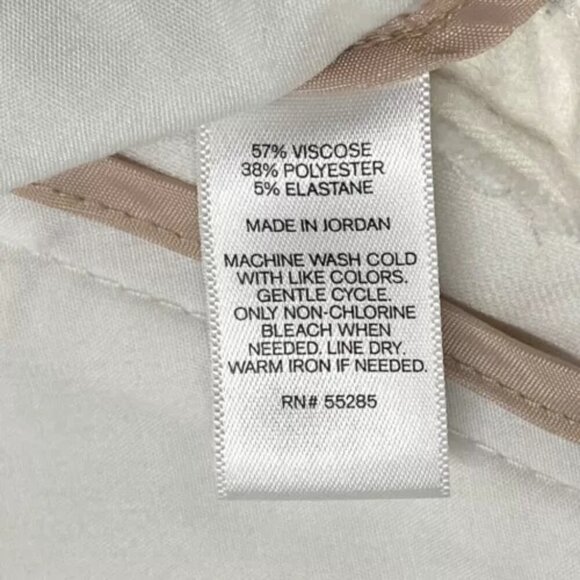 57% VISCOSE
38% POLYESTER
5% ELASTANE
MADE IN JORDAN
MACHINE WASH COLD
WITH LIKE COLORS.
GENTLE CYCLE.
ONLY NON-CHLORINE
BLEACH WHEN
NEEDED. LINE DRY.
WARM IRON IF NEEDED.
RN# 55285